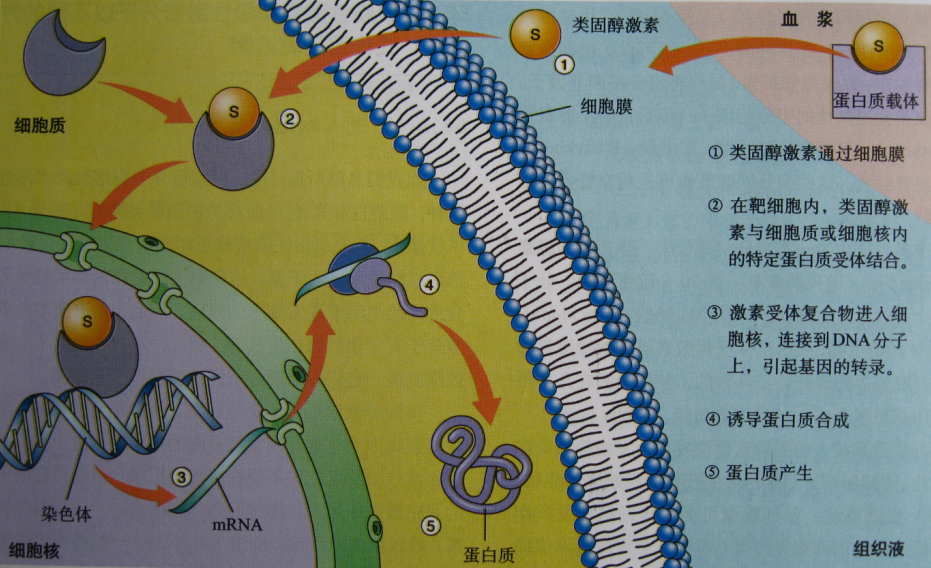 血 浆
类固醇激素
S
S
①
蛋白质载体
细胞膜
S
②
细胞质
① 类固醇激素通过细胞膜
② 在靶细胞内，类固醇激
素与细胞质或细胞核内
的特定蛋白质受体结合。
③ 激素受体复合物进入细
胞核，连接到DNA分子
上，引起基因的转录。
④ 诱导蛋白质合成
⑤ 蛋白质产生
④
S
③
染色体
mRNA
⑤
蛋白质
细胞核
组织液